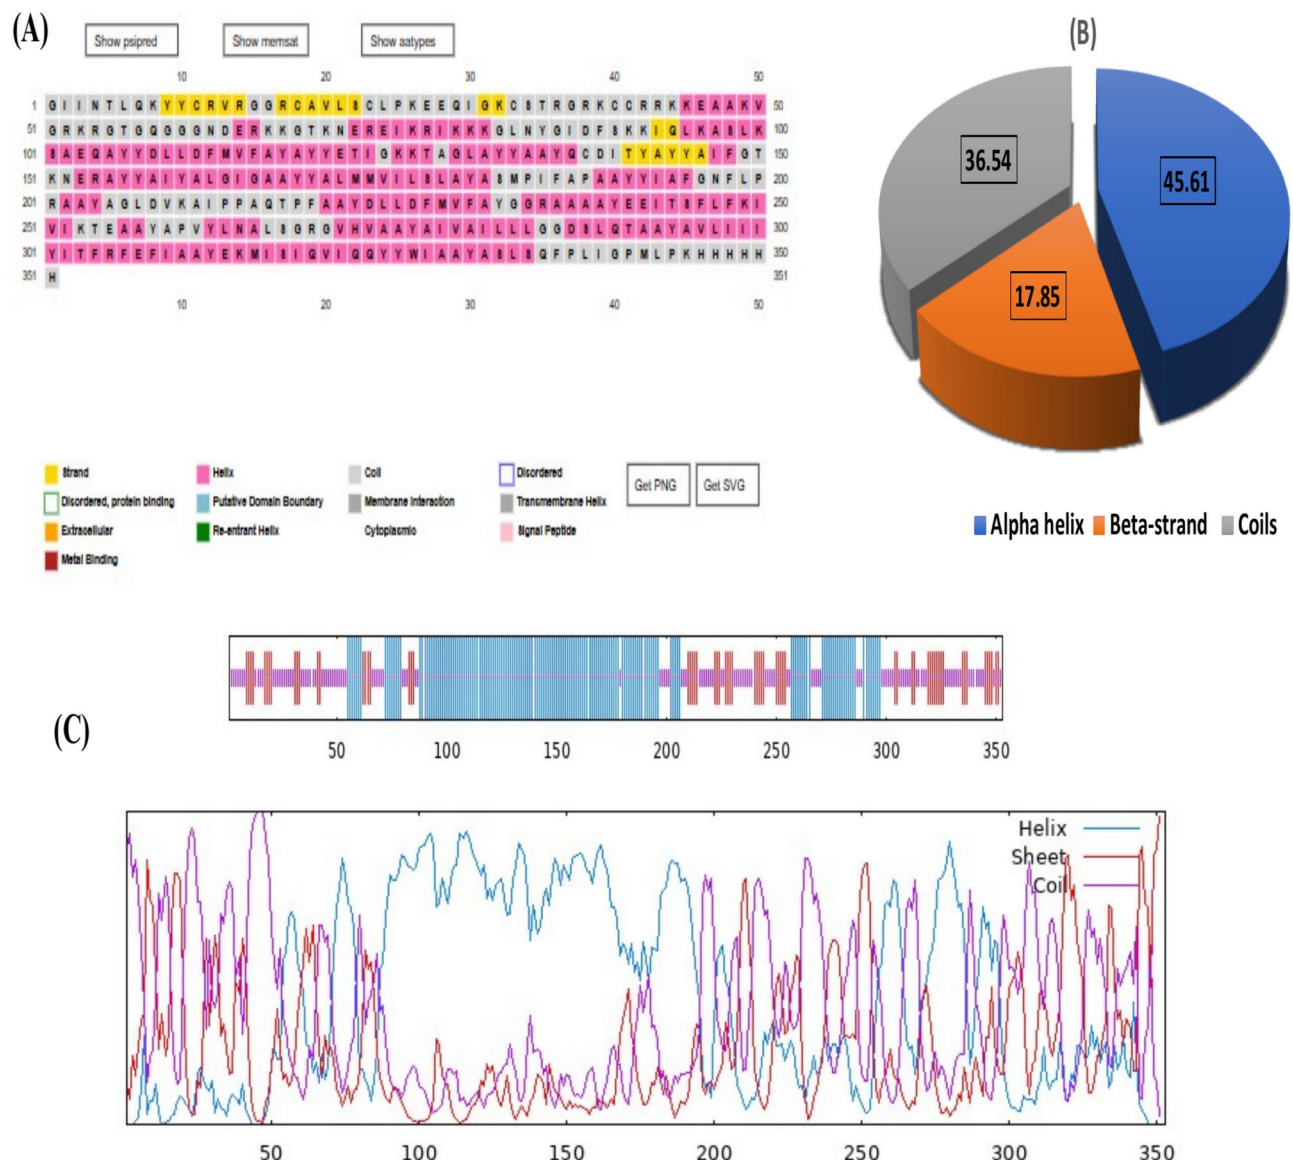 (A)
Show psipred Show memsat Show aatypes
10 20 30 40 50
1 G I I N T L Q K Y Y C R V R G G R C A V L S C L P K E E Q I G K C S T R G R K C C R R K K E A A K V 50
51 G R K R G T G Q G G G N D E R K K G T K N E R E I K R I K K K G L N Y G I D F S K K I Q L K A S L K 100
101 S A E Q A Y Y D L L D F M V F A Y A Y Y E T I G K K T A G L A Y Y A A Y Q C D I T Y A Y Y A I F G T 150
151 K N E R A Y Y A I Y A L G I G A A Y Y A L M M V I L S L A Y A S M P I F A P A A Y Y I A F G N F L P 200
201 R A A Y A G L D V K A I P P A Q T P F A A Y D L L D F M V F A Y G G R A A A A Y E E I T S F L F K I 250
251 V I K T E A A Y A P V Y L N A L S G R G V H V A A Y A I V A I L L L G G D S L Q T A A Y A V L I I I 300
301 Y I T F R F E F I A A Y E K M I S I G V I Q G Y Y W I A A Y A S L S Q F P L I G P M L P K H H H H H 350
351 H 351
10 20 30 40 50
Strand Helix Coil Disordered
Disordered, protein binding Putative Domain Boundary Membrane Interaction Transmembrane Helix
Extracellular Re-entrant Helix Cytoplasmic Signal Peptide
Metal Binding
Get PNG Get SVG
(B)
36.54
45.61
17.85
Alpha helix Beta-strand Coils
(C)
50 100 150 200 250 300 350
Helix
Sheet
Coil
50 100 150 200 250 300 350